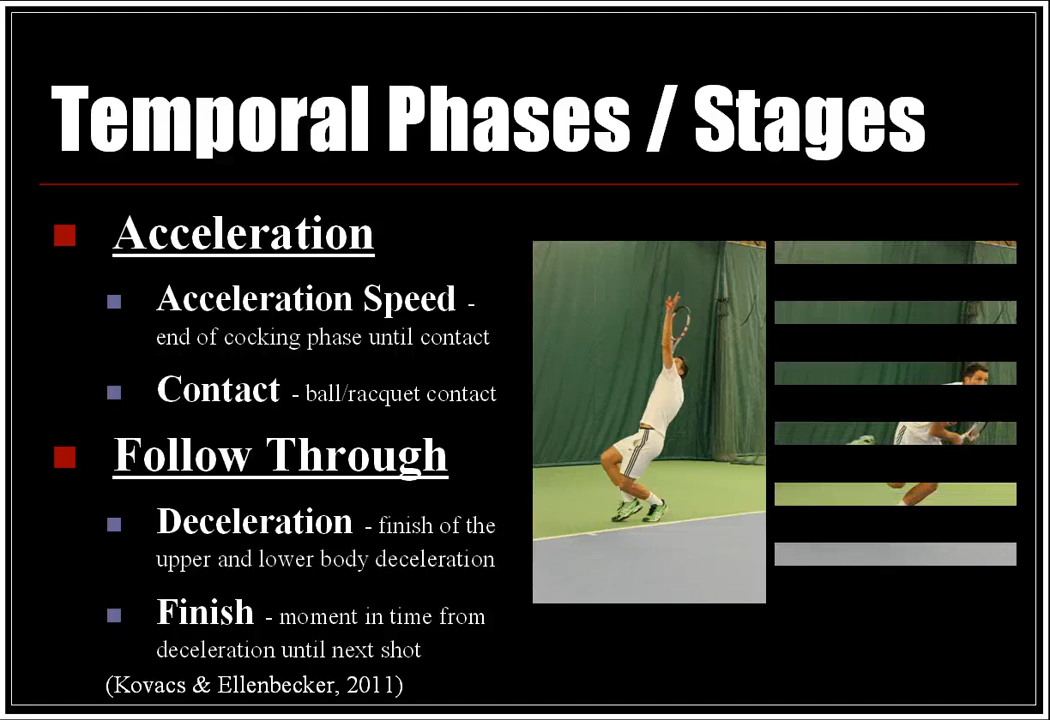 Temporal Phases / Stages
Acceleration
Acceleration Speed -
end of cocking phase until contact
Contact - ball/racquet contact
Follow Through
Deceleration - finish of the
upper and lower body deceleration
Finish - moment in time from
deceleration until next shot
(Kovacs & Ellenbecker, 2011)